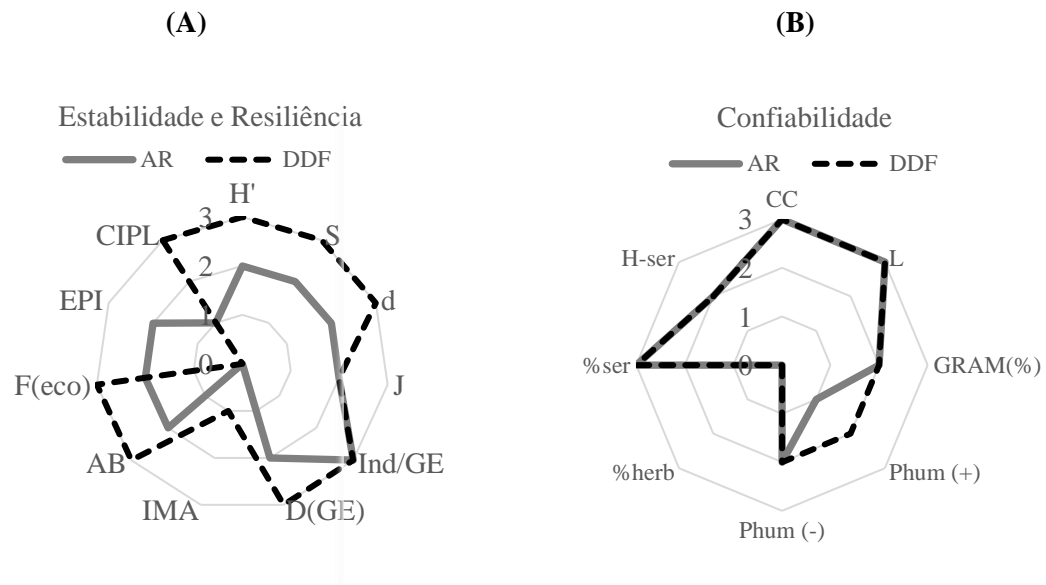 (A)
(B)
Estabilidade e Resiliência
AR DDF
H'
3
CIPL
S
2
EPI
d
1
0
F(eco)
J
AB
Ind/GE
IMA
D(GE)
Confiabilidade
AR DDF
CC
3
H-ser
L
2
1
%ser
0
GRAM(%)
%herb
Phum (+)
Phum (-)